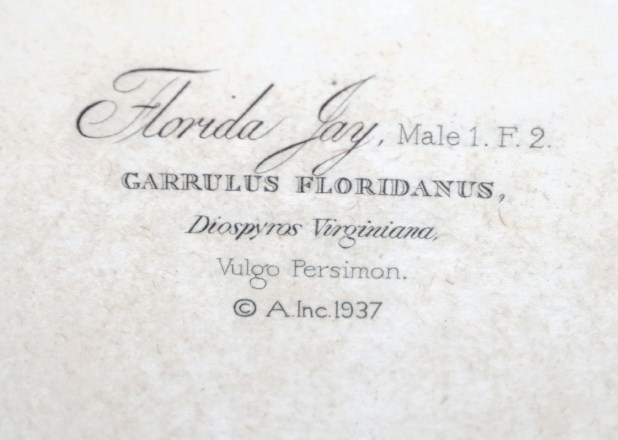 Florida Jay, Male 1. F. 2.
GARRULUS FLORIDANUS,
Diospyros Virginiana,
Vulgo Persimon.
© A.Inc.1937